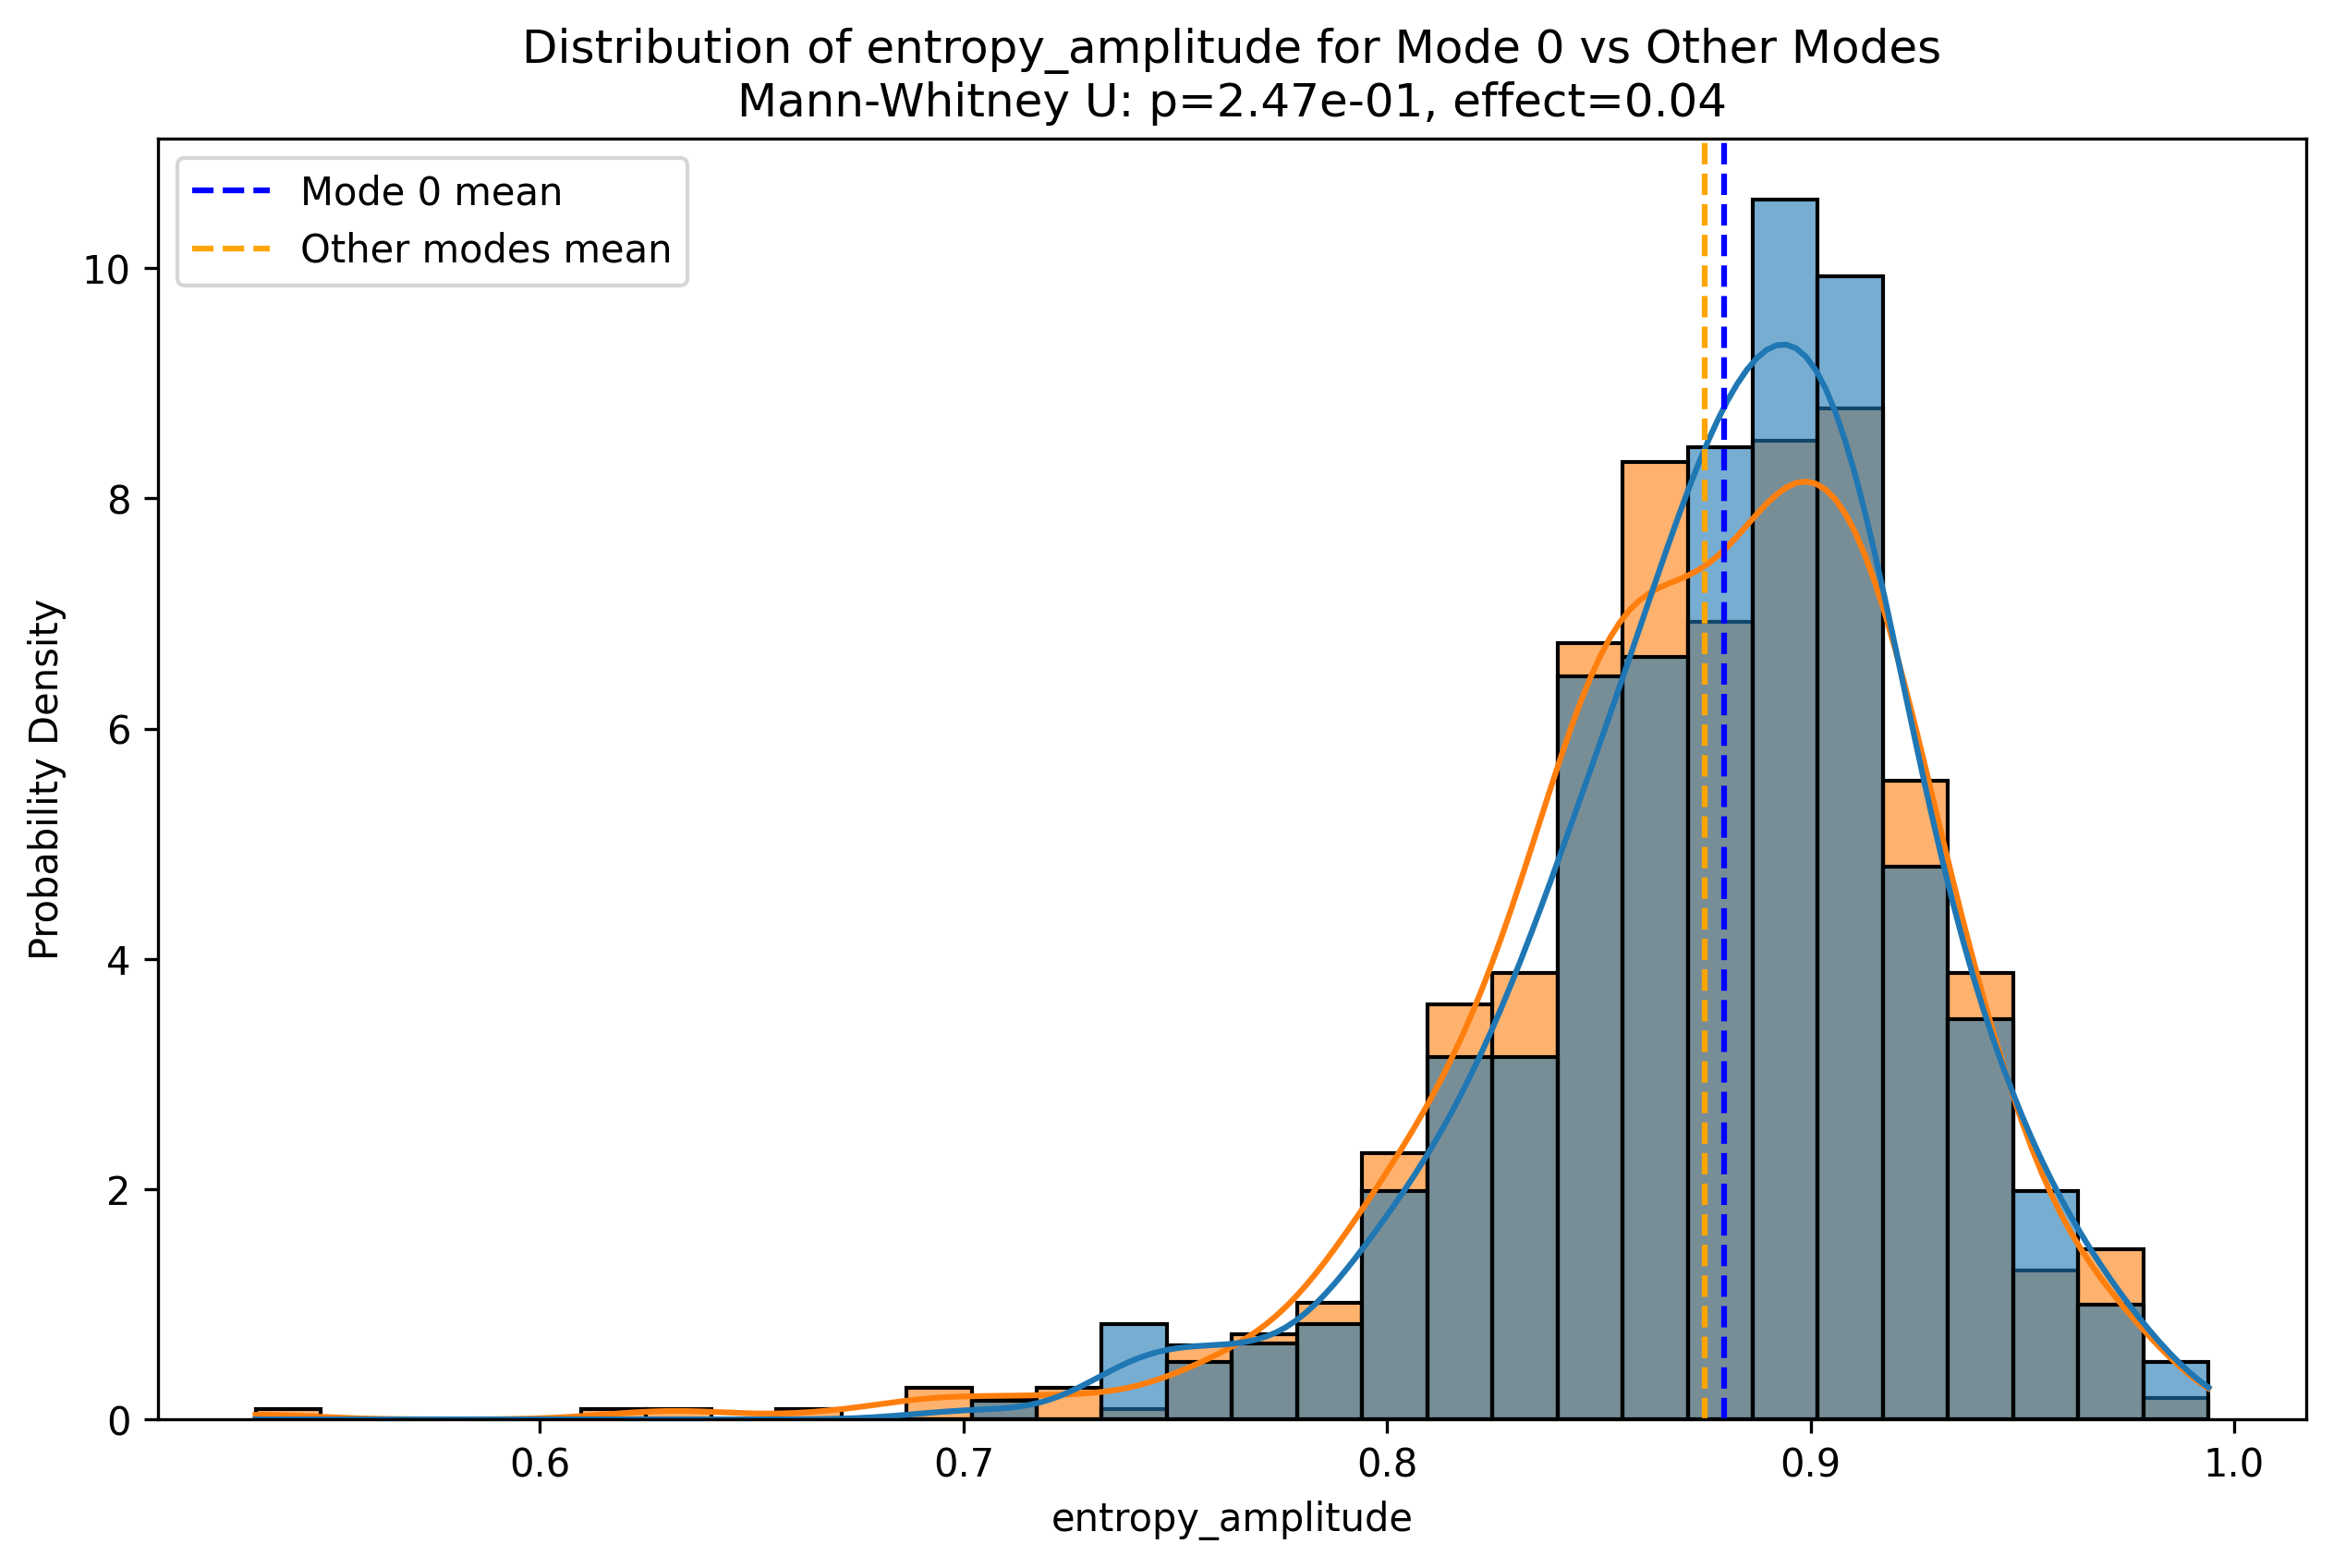 Distribution of entropy_amplitude for Mode 0 vs Other Modes
Mann-Whitney U: p=2.47e-01, effect=0.04
Mode 0 mean
Other modes mean
Probability Density
10
8
6
4
2
0
0.6 0.7 0.8 0.9 1.0
entropy_amplitude